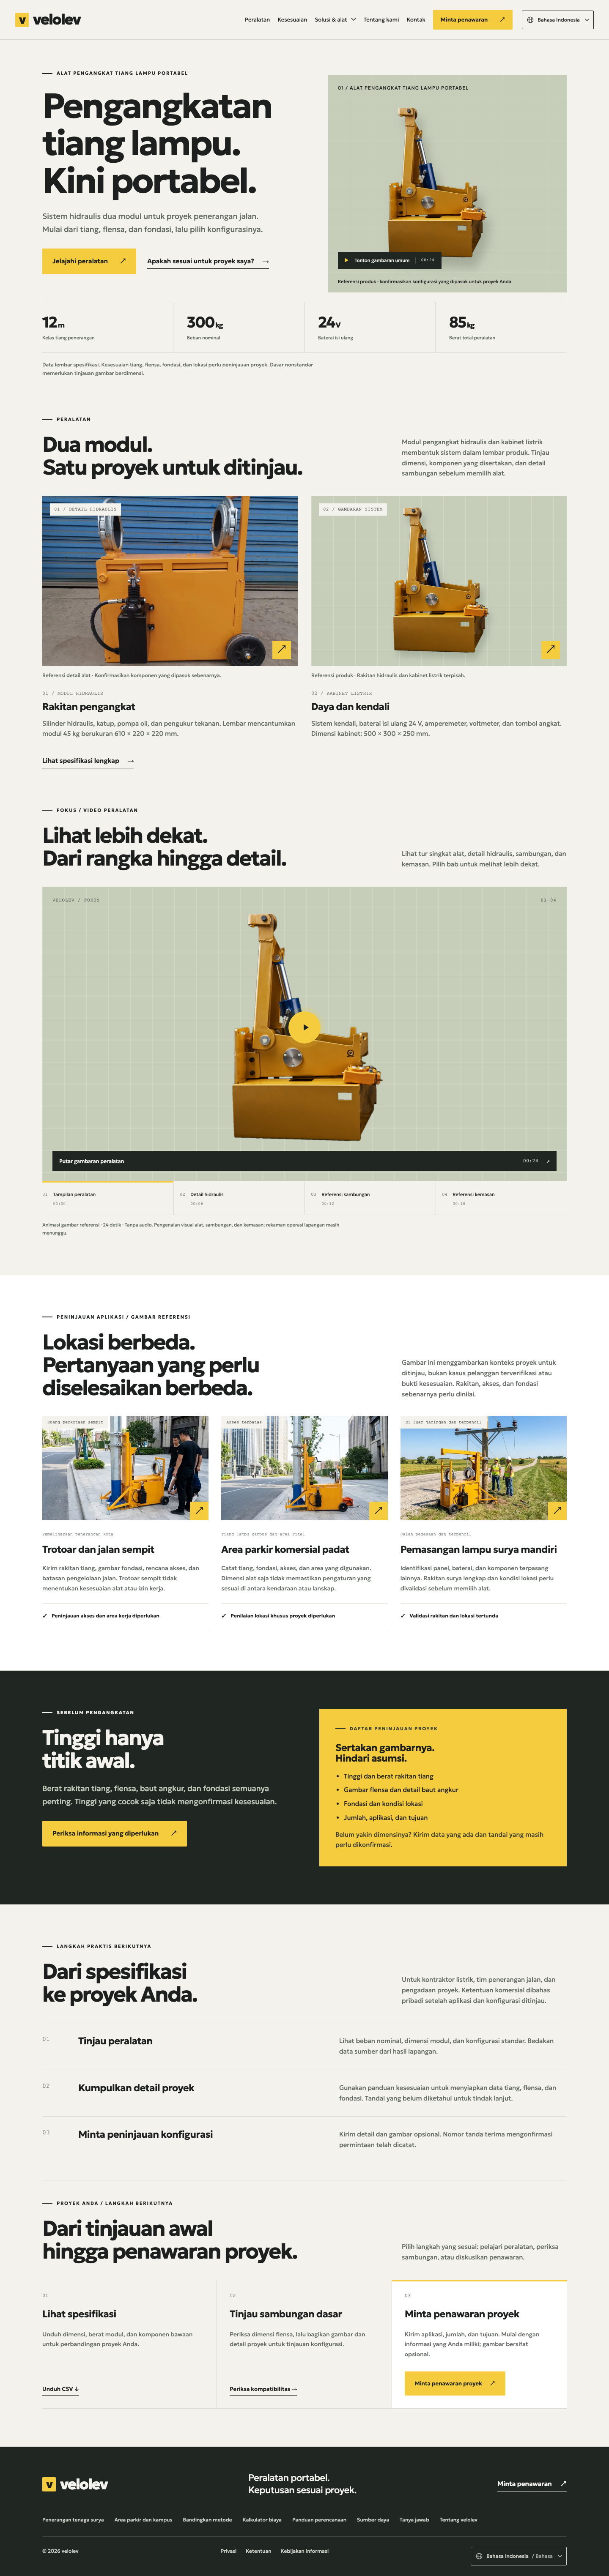 velolev
Peralatan
Kesesuaian
Solusi & alat
Tentang kami
Kontak
Minta penawaran
Bahasa Indonesia
ALAT PENGANGKAT TIANG LAMPU PORTABEL
Pengangkatan
tiang lampu.
Kini portabel.
Sistem hidraulis dua modul untuk proyek penerangan jalan.
Mulai dari tiang, flensa, dan fondasi, lalu pilih konfigurasinya.
Jelajahi peralatan
Apakah sesuai untuk proyek saya?
01 / ALAT PENGANGKAT TIANG LAMPU PORTABEL
Tonton gambaran umum
00:24
Referensi produk · konfirmasikan konfigurasi yang dipasok untuk proyek Anda
12 m
Kelas tiang penerangan
300 kg
Beban nominal
24 V
Baterai isi ulang
85 kg
Berat total peralatan
Data lembar spesifikasi. Kesesuaian tiang, flensa, fondasi, dan lokasi perlu peninjauan proyek. Dasar nonstandar
memerlukan tinjauan gambar berdimensi.
PERALATAN
Dua modul.
Satu proyek untuk ditinjau.
Modul pengangkat hidraulis dan kabinet listrik
membentuk sistem dalam lembar produk. Tinjau
dimensi, komponen yang disertakan, dan detail
sambungan sebelum memilih alat.
01 / DETAIL HIDRAULIS
Referensi detail alat · Konfirmasikan komponen yang dipasok sebenarnya.
01 / MODUL HIDRAULIS
Rakitan pengangkat
Silinder hidraulis, katup, pompa oli, dan pengukur tekanan. Lembar mencantumkan
modul 45 kg berukuran 610 × 220 × 220 mm.
Lihat spesifikasi lengkap
02 / GAMBARAN SISTEM
Referensi produk · Rakitan hidraulis dan kabinet listrik terpisah.
02 / KABINET LISTRIK
Daya dan kendali
Sistem kendali, baterai isi ulang 24 V, amperemeter, voltmeter, dan tombol angkat.
Dimensi kabinet: 500 × 300 × 250 mm.
FOKUS / VIDEO PERALATAN
Lihat lebih dekat.
Dari rangka hingga detail.
Lihat tur singkat alat, detail hidraulis, sambungan, dan
kemasan. Pilih bab untuk melihat lebih dekat.
VELOLEV / FOKUS
01—04
Putar gambaran peralatan
00:24
01 Tampilan peralatan
00:00
02 Detail hidraulis
00:06
03 Referensi sambungan
00:12
04 Referensi kemasan
00:18
Animasi gambar referensi · 24 detik · Tanpa audio. Pengenalan visual alat, sambungan, dan kemasan; rekaman operasi lapangan masih
menunggu.
PENINJAUAN APLIKASI / GAMBAR REFERENSI
Lokasi berbeda.
Pertanyaan yang perlu
diselesaikan berbeda.
Gambar ini menggambarkan konteks proyek untuk
ditinjau, bukan kasus pelanggan terverifikasi atau
bukti kesesuaian. Rakitan, akses, dan fondasi
sebenarnya perlu dinilai.
Ruang perkotaan sempit
Pemeliharaan penerangan kota
Trotoar dan jalan sempit
Kirim rakitan tiang, gambar fondasi, rencana akses, dan
batasan pengelolaan jalan. Trotoar sempit tidak
menentukan kesesuaian alat atau izin kerja.
Peninjauan akses dan area kerja diperlukan
Akses terbatas
Tiang lampu kampus dan area ritel
Area parkir komersial padat
Catat tiang, fondasi, akses, dan area yang digunakan.
Dimensi alat saja tidak memastikan pengaturan yang
sesuai di antara kendaraan atau lanskap.
Penilaian lokasi khusus proyek diperlukan
Di luar jaringan dan terpencil
Jalan pedesaan dan terpencil
Pemasangan lampu surya mandiri
Identifikasi panel, baterai, dan komponen terpasang
lainnya. Rakitan surya lengkap dan kondisi lokasi perlu
divalidasi sebelum memilih alat.
Validasi rakitan dan lokasi tertunda
SEBELUM PENGANGKATAN
Tinggi hanya
titik awal.
Berat rakitan tiang, flensa, baut angkur, dan fondasi semuanya
penting. Tinggi yang cocok saja tidak mengonfirmasi kesesuaian.
Periksa informasi yang diperlukan
DAFTAR PENINJAUAN PROYEK
Sertakan gambarnya.
Hindari asumsi.
Tinggi dan berat rakitan tiang
Gambar flensa dan detail baut angkur
Fondasi dan kondisi lokasi
Jumlah, aplikasi, dan tujuan
Belum yakin dimensinya? Kirim data yang ada dan tandai yang masih
perlu dikonfirmasi.
LANGKAH PRAKTIS BERIKUTNYA
Dari spesifikasi
ke proyek Anda.
Untuk kontraktor listrik, tim penerangan jalan, dan
pengadaan proyek. Ketentuan komersial dibahas
pribadi setelah aplikasi dan konfigurasi ditinjau.
01
Tinjau peralatan
Lihat beban nominal, dimensi modul, dan konfigurasi standar. Bedakan
data sumber dari hasil lapangan.
02
Kumpulkan detail proyek
Gunakan panduan kesesuaian untuk menyiapkan data tiang, flensa, dan
fondasi. Tandai yang belum diketahui untuk tindak lanjut.
03
Minta peninjauan konfigurasi
Kirim detail dan gambar opsional. Nomor tanda terima mengonfirmasi
permintaan telah dicatat.
PROYEK ANDA / LANGKAH BERIKUTNYA
Dari tinjauan awal
hingga penawaran proyek.
Pilih langkah yang sesuai: pelajari peralatan, periksa
sambungan, atau diskusikan penawaran.
01
Lihat spesifikasi
Unduh dimensi, berat modul, dan komponen bawaan
untuk perbandingan proyek Anda.
Unduh CSV ↓
02
Tinjau sambungan dasar
Periksa dimensi flensa, lalu bagikan gambar dan
detail proyek untuk tinjauan konfigurasi.
Periksa kompatibilitas →
03
Minta penawaran proyek
Kirim aplikasi, jumlah, dan tujuan. Mulai dengan
informasi yang Anda miliki; gambar bersifat
opsional.
Minta penawaran proyek
velolev
Peralatan portabel.
Keputusan sesuai proyek.
Minta penawaran
Penerangan tenaga surya
Area parkir dan kampus
Bandingkan metode
Kalkulator biaya
Panduan perencanaan
Sumber daya
Tanya jawab
Tentang velolev
© 2026 velolev
Privasi
Ketentuan
Kebijakan informasi
Bahasa Indonesia / Bahasa